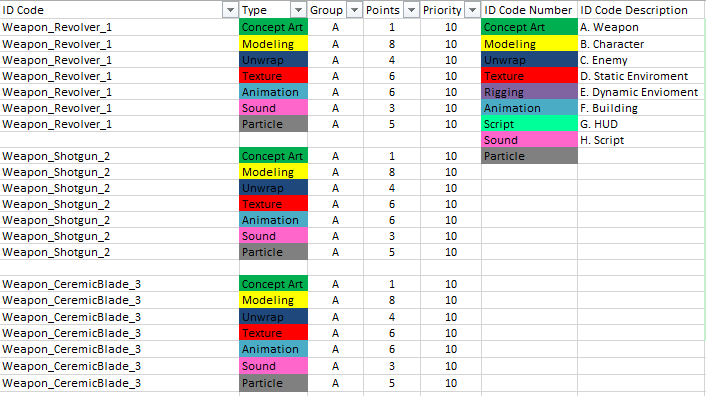 ID Code Type Group Points Priority ID Code Number ID Code Description
Weapon_Revolver_1 Concept Art A 1 10 Concept Art A. Weapon
Weapon_Revolver_1 Modeling A 8 10 Modeling B. Character
Weapon_Revolver_1 Unwrap A 4 10 Unwrap C. Enemy
Weapon_Revolver_1 Texture A 6 10 Texture D. Static Enviroment
Weapon_Revolver_1 Animation A 6 10 Rigging E. Dynamic Envioment
Weapon_Revolver_1 Sound A 3 10 Animation F. Building
Weapon_Revolver_1 Particle A 5 10 Script G. HUD
Sound H. Script
Weapon_Shotgun_2 Concept Art A 1 10 Particle
Weapon_Shotgun_2 Modeling A 8 10
Weapon_Shotgun_2 Unwrap A 4 10
Weapon_Shotgun_2 Texture A 6 10
Weapon_Shotgun_2 Animation A 6 10
Weapon_Shotgun_2 Sound A 3 10
Weapon_Shotgun_2 Particle A 5 10
Weapon_CeremicBlade_3 Concept Art A 1 10
Weapon_CeremicBlade_3 Modeling A 8 10
Weapon_CeremicBlade_3 Unwrap A 4 10
Weapon_CeremicBlade_3 Texture A 6 10
Weapon_CeremicBlade_3 Animation A 6 10
Weapon_CeremicBlade_3 Sound A 3 10
Weapon_CeremicBlade_3 Particle A 5 10